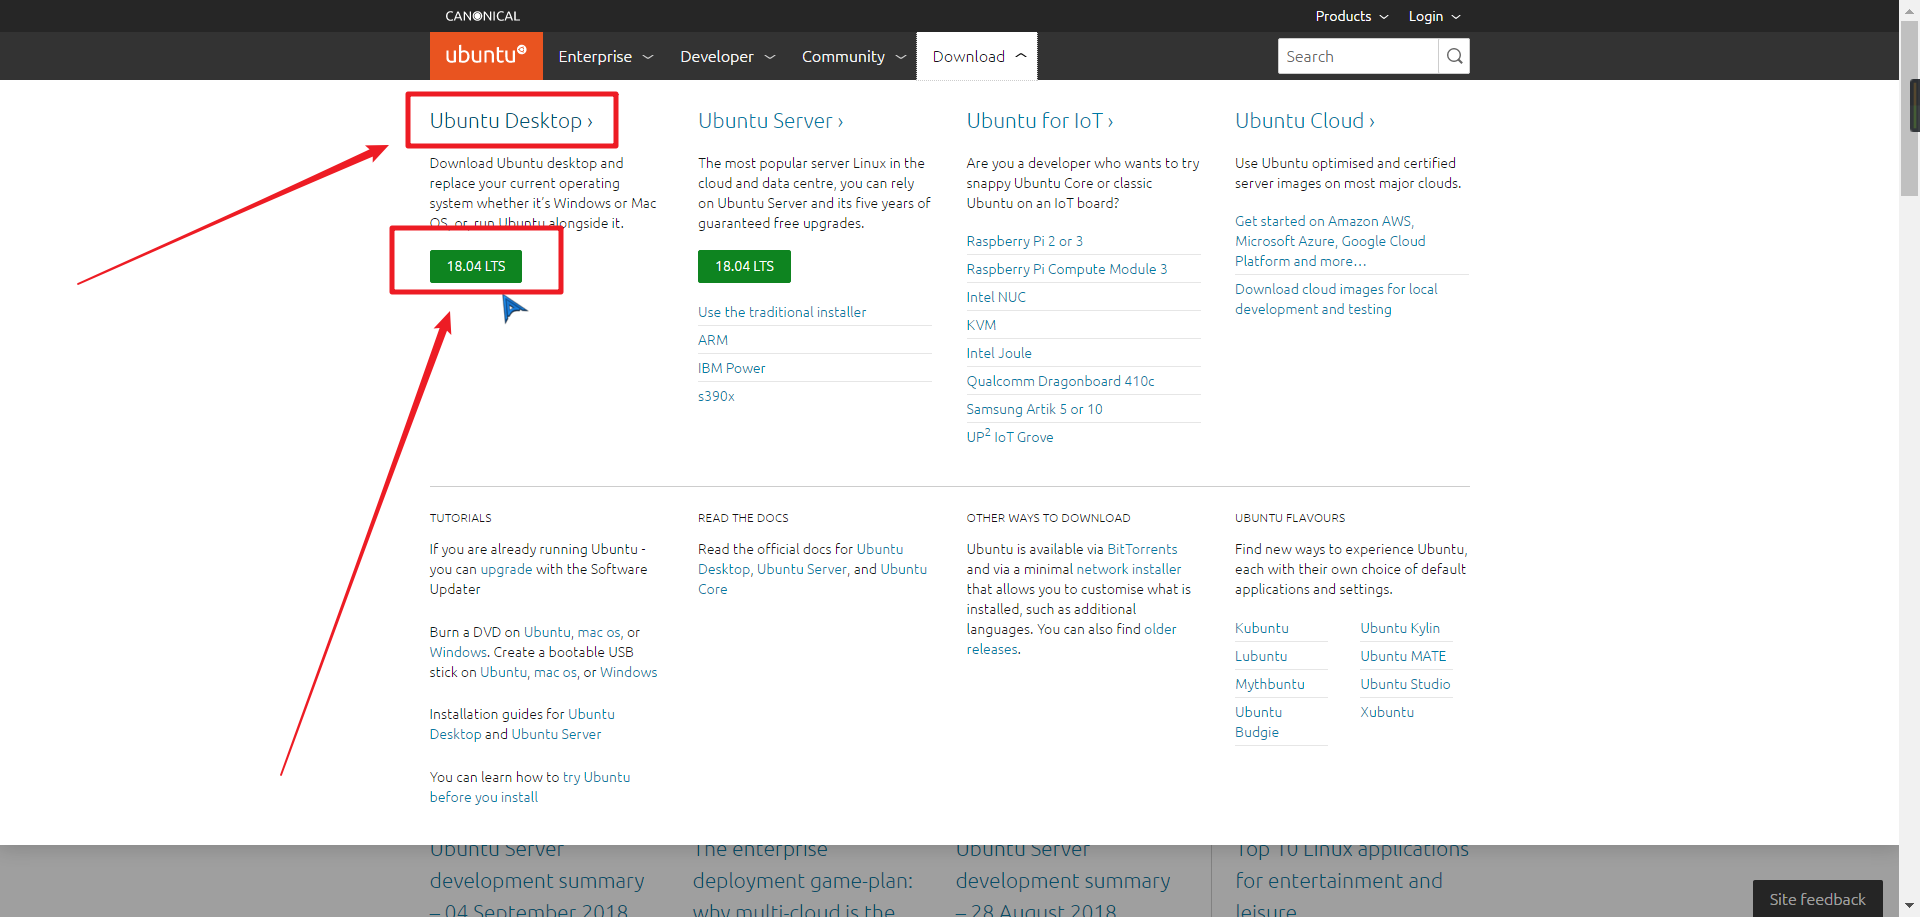 CANONICAL
Products
Login
ubuntu
Enterprise
Developer
Community
Download
Search
Ubuntu Desktop ›
Download Ubuntu desktop and
replace your current operating
system whether it's Windows or Mac
OS, or, run Ubuntu alongside it.
18.04 LTS
Ubuntu Server ›
The most popular server Linux in the
cloud and data centre, you can rely
on Ubuntu Server and its five years of
guaranteed free upgrades.
18.04 LTS
Use the traditional installer
ARM
IBM Power
s390x
Ubuntu for IoT ›
Are you a developer who wants to try
snappy Ubuntu Core or classic
Ubuntu on an IoT board?
Raspberry Pi 2 or 3
Raspberry Pi Compute Module 3
Intel NUC
KVM
Intel Joule
Qualcomm Dragonboard 410c
Samsung Artik 5 or 10
UP² IoT Grove
Ubuntu Cloud ›
Use Ubuntu optimised and certified
server images on most major clouds.
Get started on Amazon AWS,
Microsoft Azure, Google Cloud
Platform and more…
Download cloud images for local
development and testing
TUTORIALS
If you are already running Ubuntu -
you can upgrade with the Software
Updater
Burn a DVD on Ubuntu, mac os, or
Windows. Create a bootable USB
stick on Ubuntu, mac os, or Windows
Installation guides for Ubuntu
Desktop and Ubuntu Server
You can learn how to try Ubuntu
before you install
READ THE DOCS
Read the official docs for Ubuntu
Desktop, Ubuntu Server, and Ubuntu
Core
OTHER WAYS TO DOWNLOAD
Ubuntu is available via BitTorrents
and via a minimal network installer
that allows you to customise what is
installed, such as additional
languages. You can also find older
releases.
UBUNTU FLAVOURS
Find new ways to experience Ubuntu,
each with their own choice of default
applications and settings.
Kubuntu
Lubuntu
Mythbuntu
Ubuntu
Budgie
Ubuntu Kylin
Ubuntu MATE
Ubuntu Studio
Xubuntu
Ubuntu Server
development summary
– 04 September 2018
The enterprise
deployment game-plan:
why multi-cloud is the
Ubuntu Server
development summary
– 28 August 2018
Top 10 Linux applications
for entertainment and
leisure
Site feedback